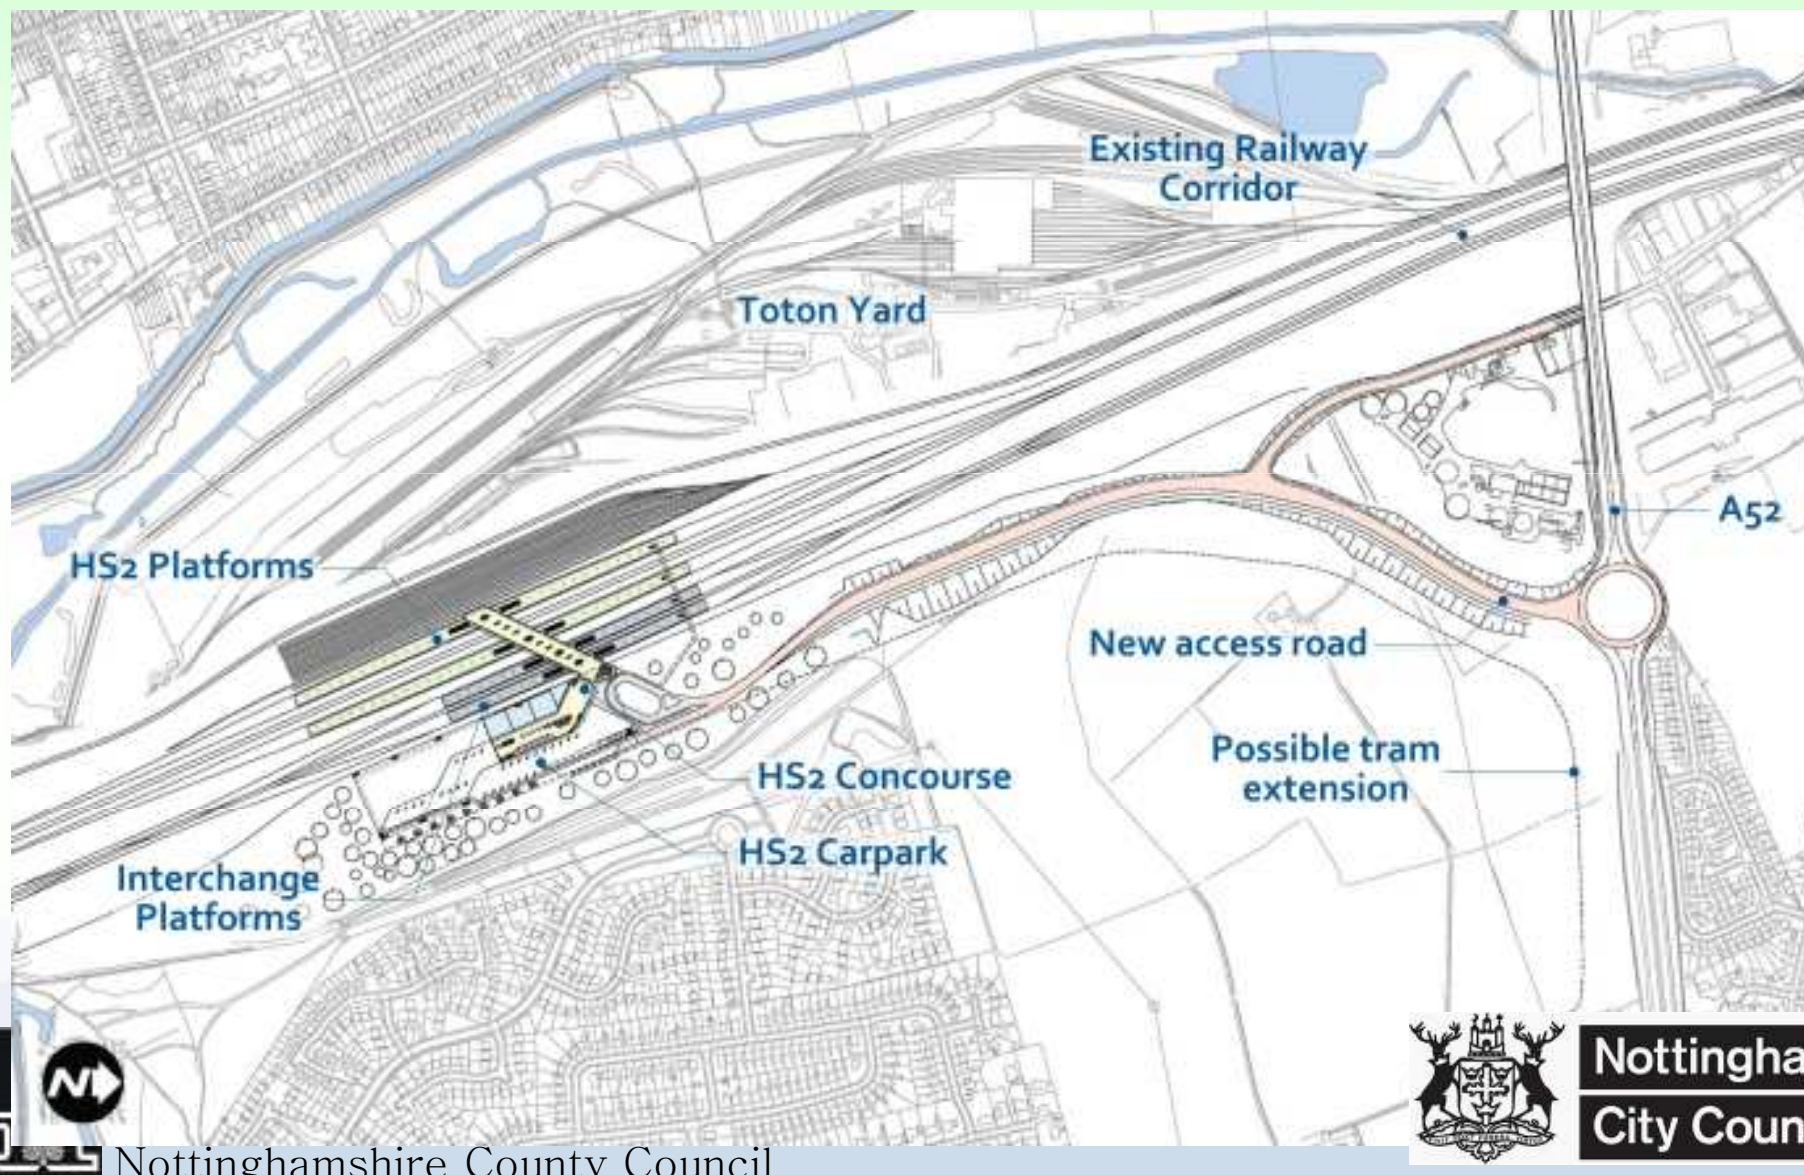 Existing Railway
Corridor
Toton Yard
HS2 Platforms
A52
New access road
Possible tram
extension
HS2 Concourse
HS2 Carpark
Interchange
Platforms
N
Nottingha
City Coun
Nottinghamshire County Council